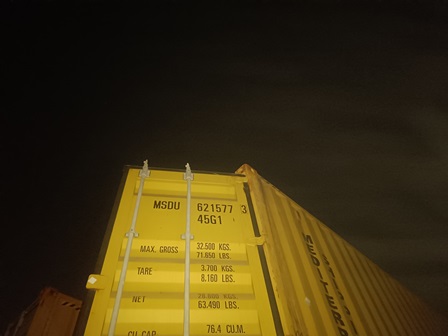 MSDU 621577 3
45G1
MAX. GROSS 32.500 KGS.
71.650 LBS.
TARE 3.700 KGS.
8.160 LBS.
NET 28.800 KGS.
63.490 LBS.
CU.CAP. 76.4 CU.M.